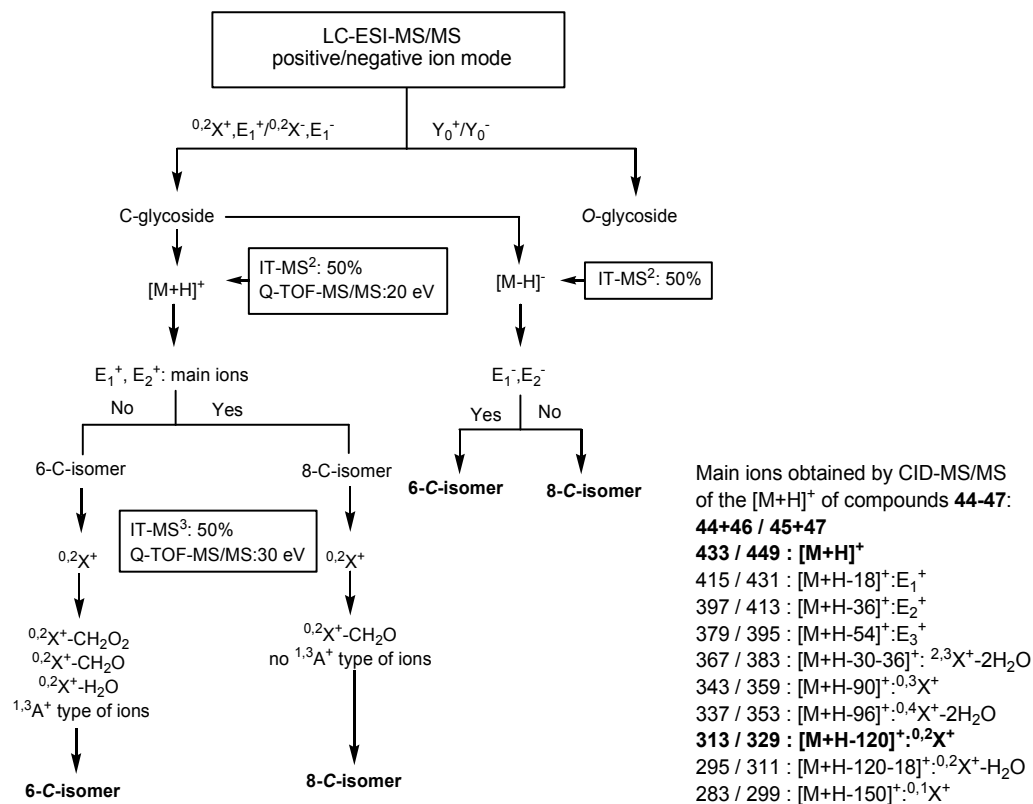 LC-ESI-MS/MS
positive/negative ion mode
0,2X+,E1+/0,2X-,E1-
Y0+/Y0-
C-glycoside
O-glycoside
IT-MS2: 50%
Q-TOF-MS/MS:20 eV
[M+H]+
[M-H]-
IT-MS2: 50%
E1+, E2+: main ions
E1-,E2-
No
Yes
Yes
No
6-C-isomer
8-C-isomer
6-C-isomer
8-C-isomer
IT-MS3: 50%
Q-TOF-MS/MS:30 eV
0,2X+
0,2X+
0,2X+-CH2O2
0,2X+-CH2O
0,2X+-H2O
1,3A+ type of ions
0,2X+-CH2O
no 1,3A+ type of ions
6-C-isomer
8-C-isomer
Main ions obtained by CID-MS/MS
of the [M+H]+ of compounds 44-47:
44+46 / 45+47
433 / 449 : [M+H]+
415 / 431 : [M+H-18]+:E1+
397 / 413 : [M+H-36]+:E2+
379 / 395 : [M+H-54]+:E3+
367 / 383 : [M+H-30-36]+: 2,3X+-2H2O
343 / 359 : [M+H-90]+:0,3X+
337 / 353 : [M+H-96]+:0,4X+-2H2O
313 / 329 : [M+H-120]+:0,2X+
295 / 311 : [M+H-120-18]+:0,2X+-H2O
283 / 299 : [M+H-150]+:0,1X+